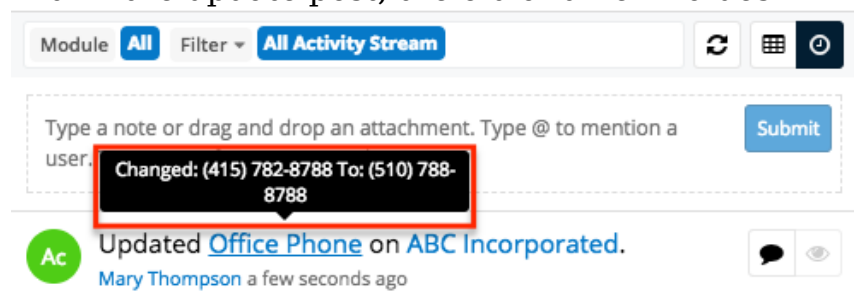 Module All Filter All Activity Stream
Type a note or drag and drop an attachment. Type @ to mention a
user.
Submit
Changed: (415) 782-8788 To: (510) 788-
8788
Ac
Updated Office Phone on ABC Incorporated.
Mary Thompson a few seconds ago